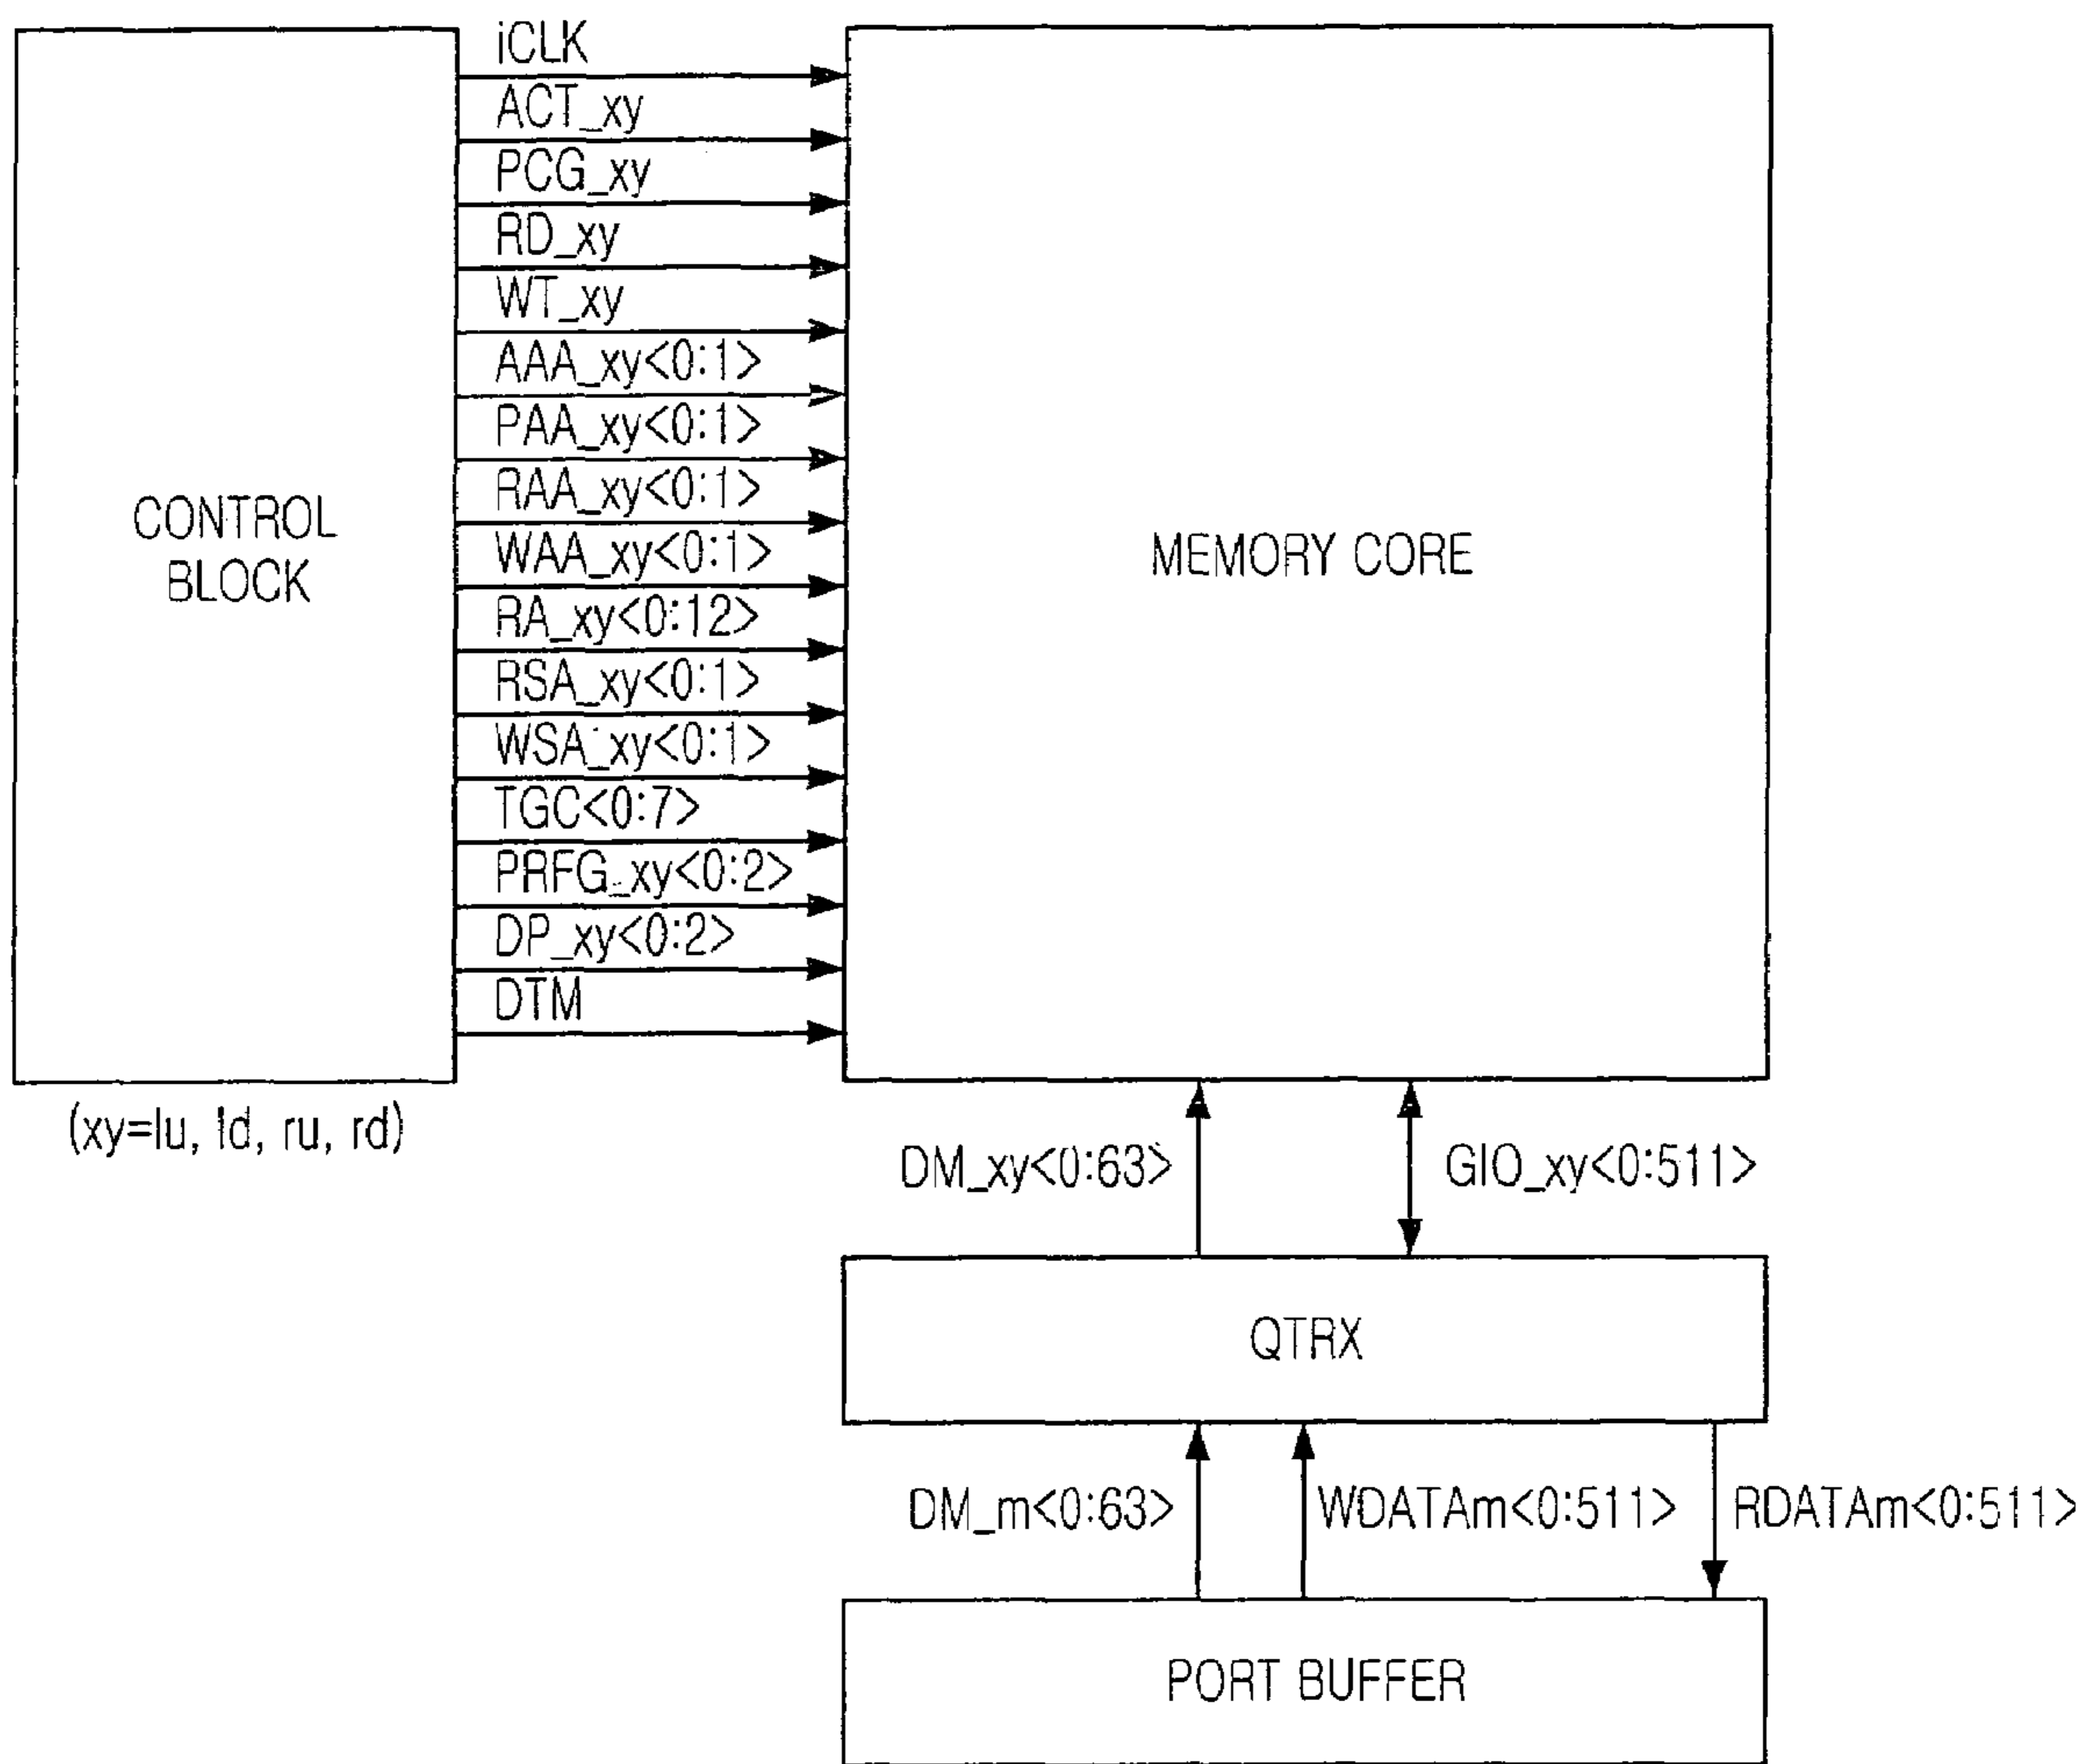 iCLK
ACT_xy
PCG_xy
RD_xy
WT_xy
AAA_xy<0:1>
PAA_xy<0:1>
RAA_xy<0:1>
WAA_xy<0:1>
RA_xy<0:12>
RSA_xy<0:1>
WSA_xy<0:1>
TGC<0:7>
PRFG_xy<0:2>
DP_xy<0:2>
DTM
CONTROL
BLOCK
MEMORY CORE
(xy=lu, ld, ru, rd)
DM_xy<0:63>
GIO_xy<0:511>
QTRX
DM_m<0:63>
WDATAm<0:511>
RDATAm<0:511>
PORT BUFFER